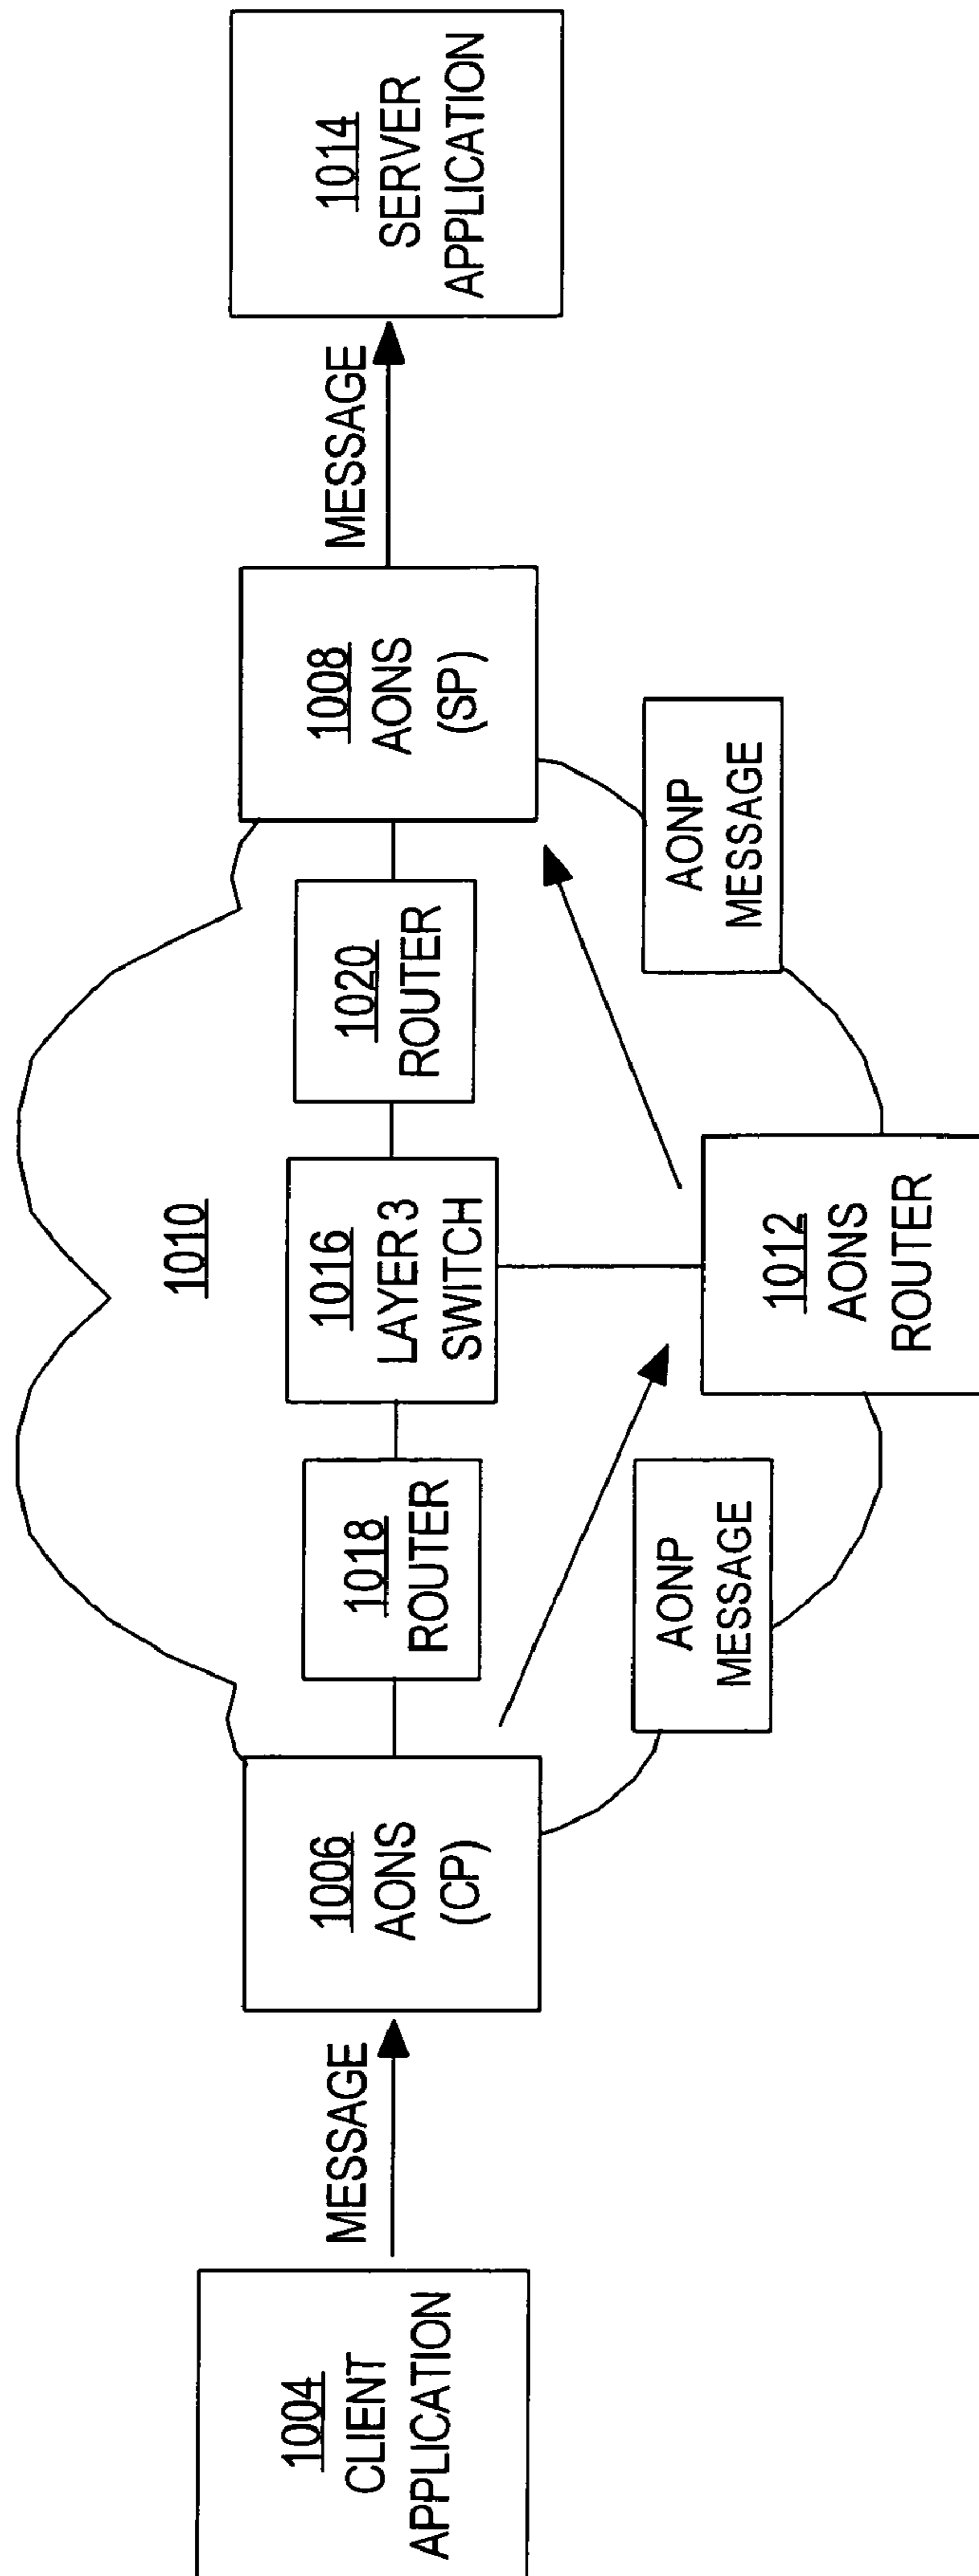 1004
CLIENT
APPLICATION
MESSAGE
1006
AONS
(CP)
1010
1018
ROUTER
1016
LAYER 3
SWITCH
1020
ROUTER
AONP
MESSAGE
1012
AONS
ROUTER
AONP
MESSAGE
1008
AONS
(SP)
MESSAGE
1014
SERVER
APPLICATION